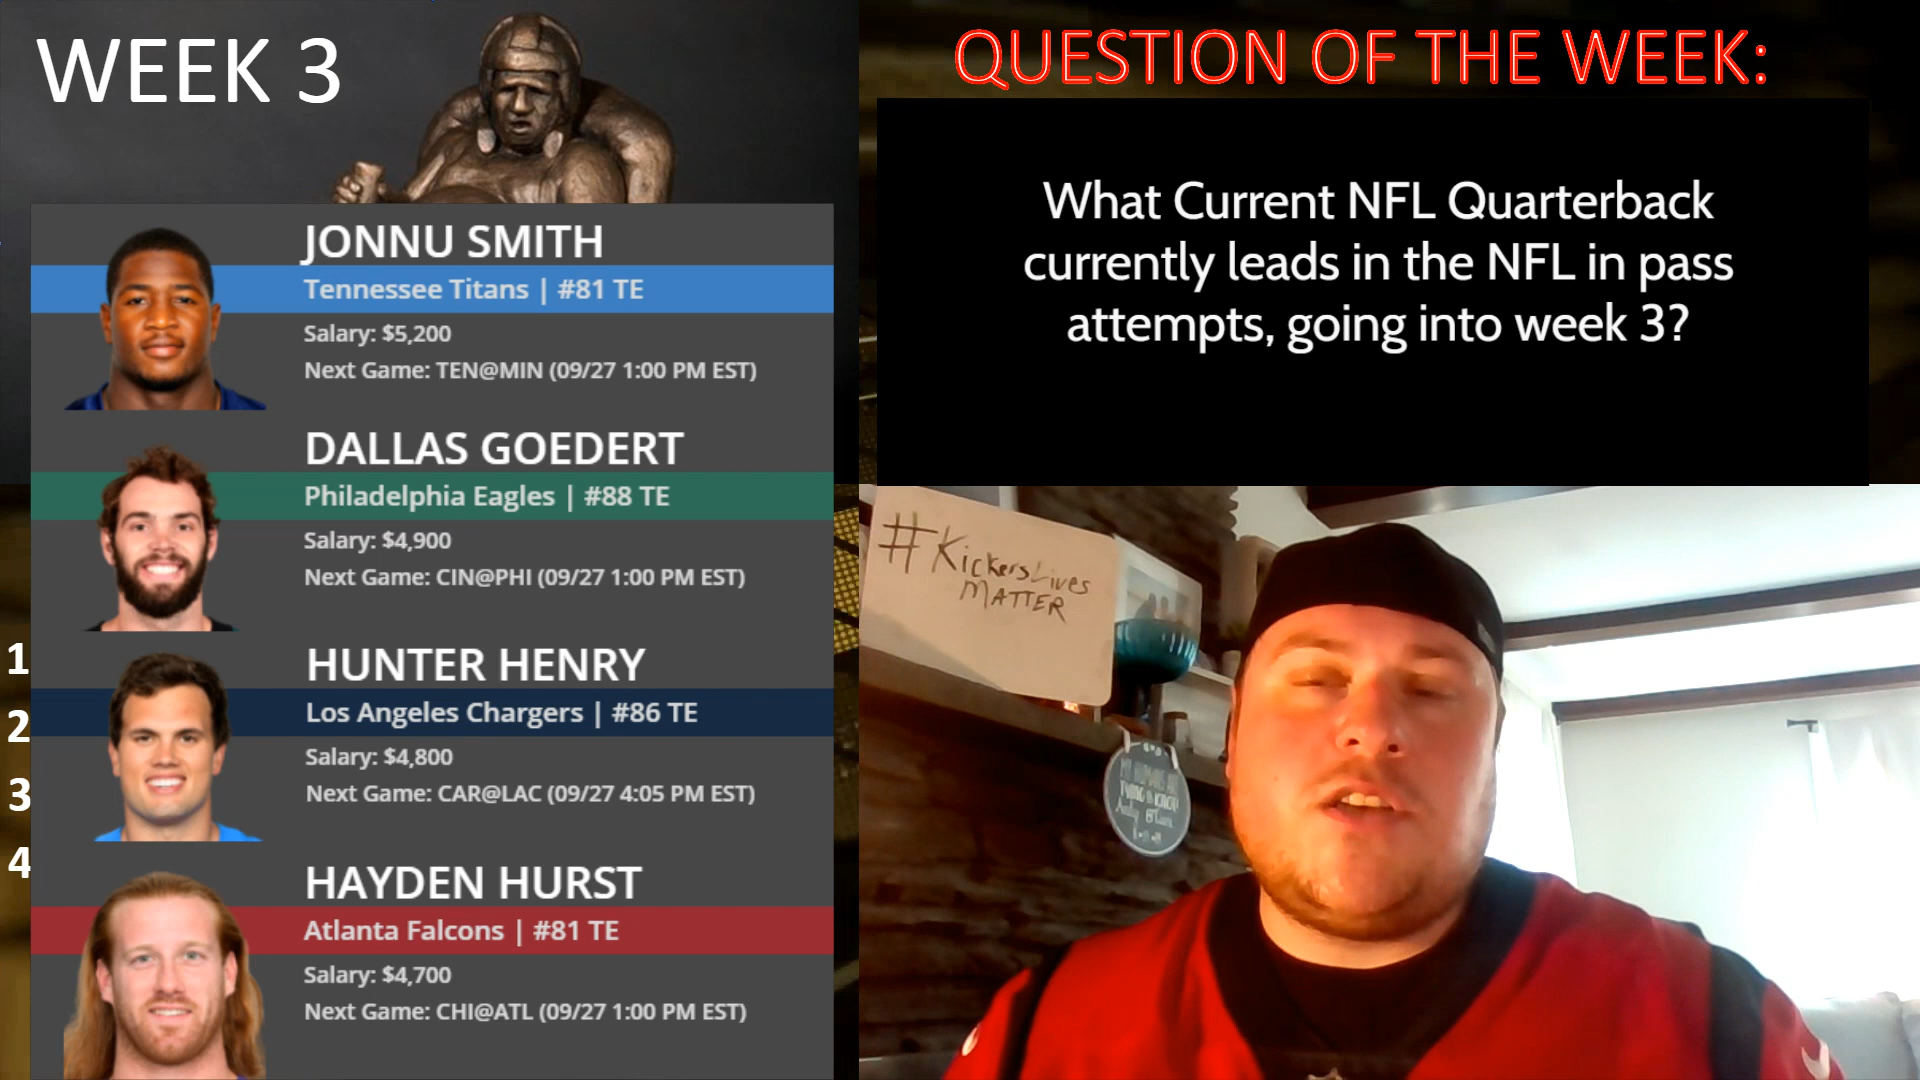 WEEK 3
JONNU SMITH
Tennessee Titans | #81 TE
Salary: $5,200
Next Game: TEN@MIN (09/27 1:00 PM EST)
DALLAS GOEDERT
Philadelphia Eagles | #88 TE
Salary: $4,900
Next Game: CIN@PHI (09/27 1:00 PM EST)
1
HUNTER HENRY
2
Los Angeles Chargers | #86 TE
Salary: $4,800
3
Next Game: CAR@LAC (09/27 4:05 PM EST)
4
HAYDEN HURST
Atlanta Falcons | #81 TE
Salary: $4,700
Next Game: CHI@ATL (09/27 1:00 PM EST)
QUESTION OF THE WEEK:
What Current NFL Quarterback
currently leads in the NFL in pass
attempts, going into week 3?
#KickersLives
MATTER